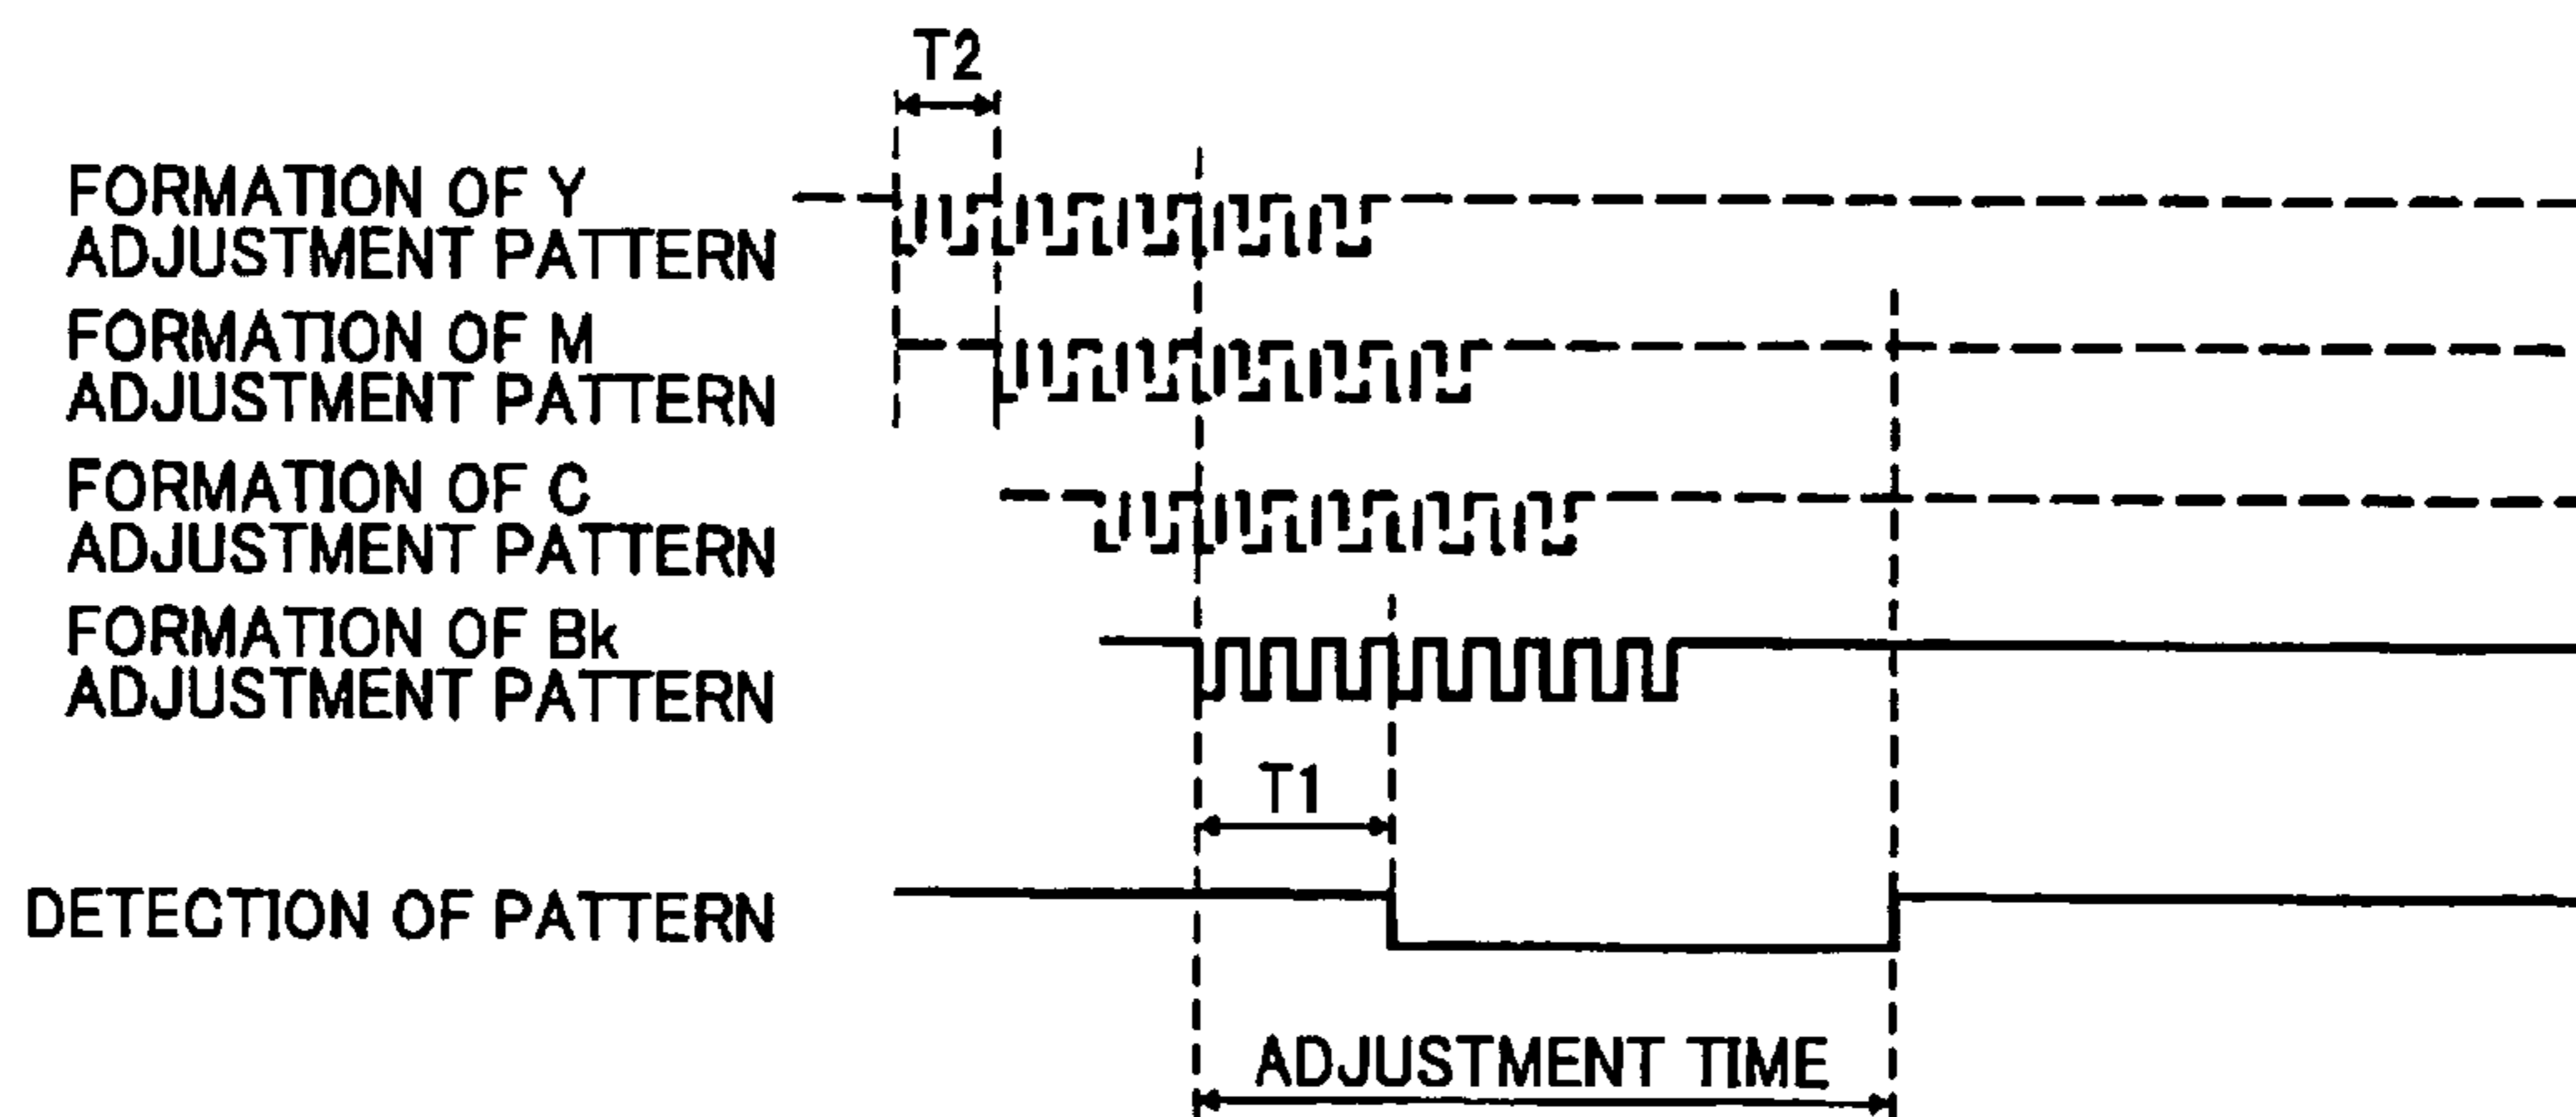 T2
FORMATION OF Y
ADJUSTMENT PATTERN
FORMATION OF M
ADJUSTMENT PATTERN
FORMATION OF C
ADJUSTMENT PATTERN
FORMATION OF Bk
ADJUSTMENT PATTERN
T1
DETECTION OF PATTERN
ADJUSTMENT TIME